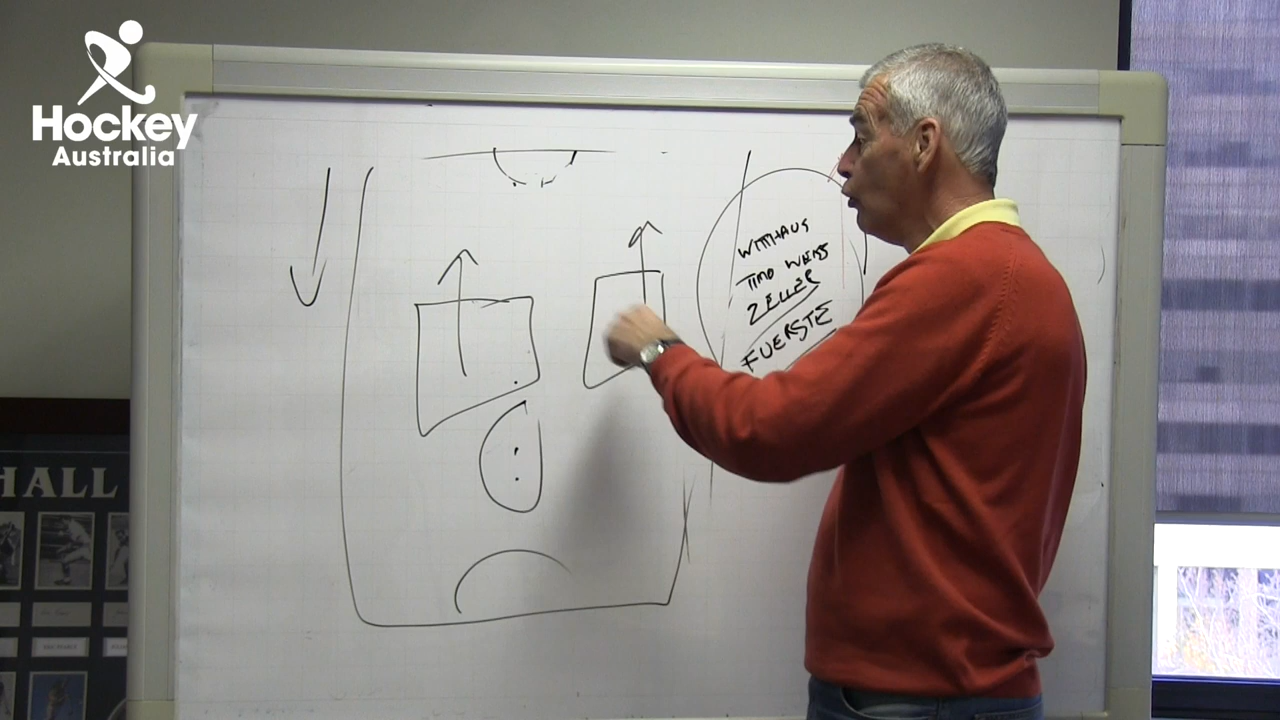 Hockey
Australia
WITTHAUS
TIMO WEISS
ZELLER
FUERSTE
HALL